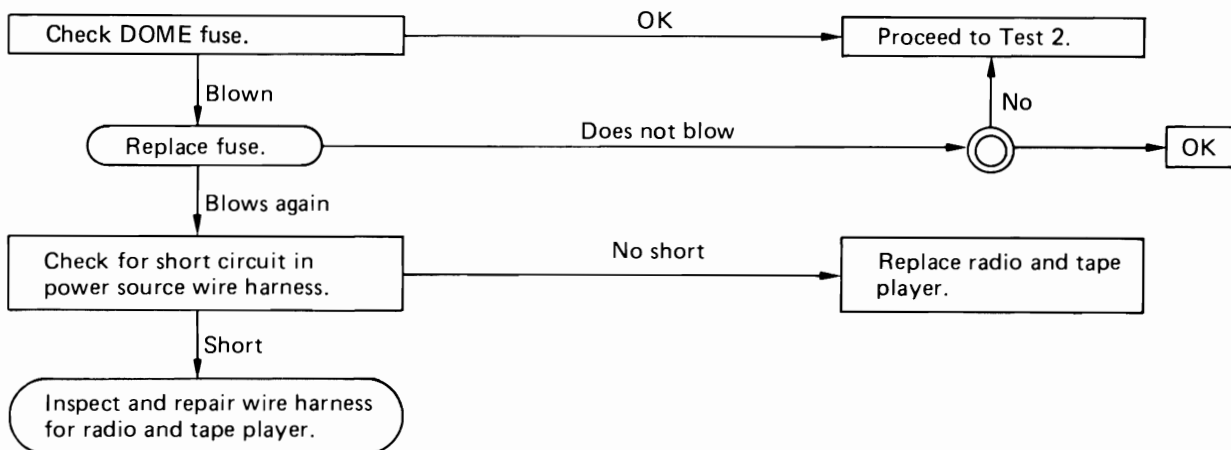 Check DOME fuse.
OK
Proceed to Test 2.
Blown
No
Replace fuse.
Does not blow
OK
Blows again
Check for short circuit in
power source wire harness.
No short
Replace radio and tape
player.
Short
Inspect and repair wire harness
for radio and tape player.